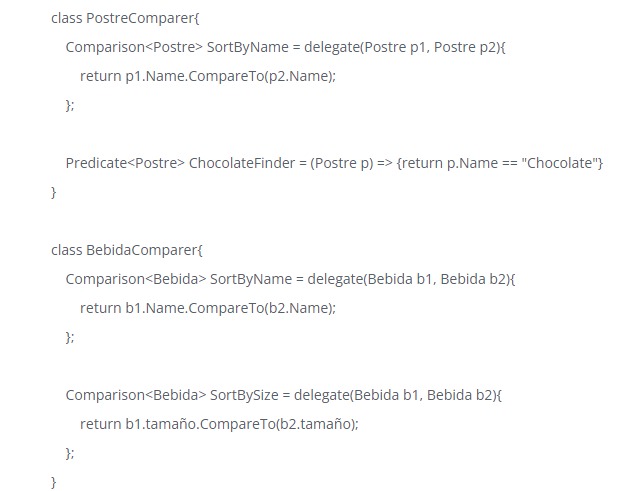 class PostreComparer{
Comparison<Postre> SortByName = delegate(Postre p1, Postre p2){
return p1.Name.CompareTo(p2.Name);
};
Predicate<Postre> ChocolateFinder = (Postre p) => {return p.Name == "Chocolate"}
}
class BebidaComparer{
Comparison<Bebida> SortByName = delegate(Bebida b1, Bebida b2){
return b1.Name.CompareTo(b2.Name);
};
Comparison<Bebida> SortBySize = delegate(Bebida b1, Bebida b2){
return b1.tamaño.CompareTo(b2.tamaño);
};
}